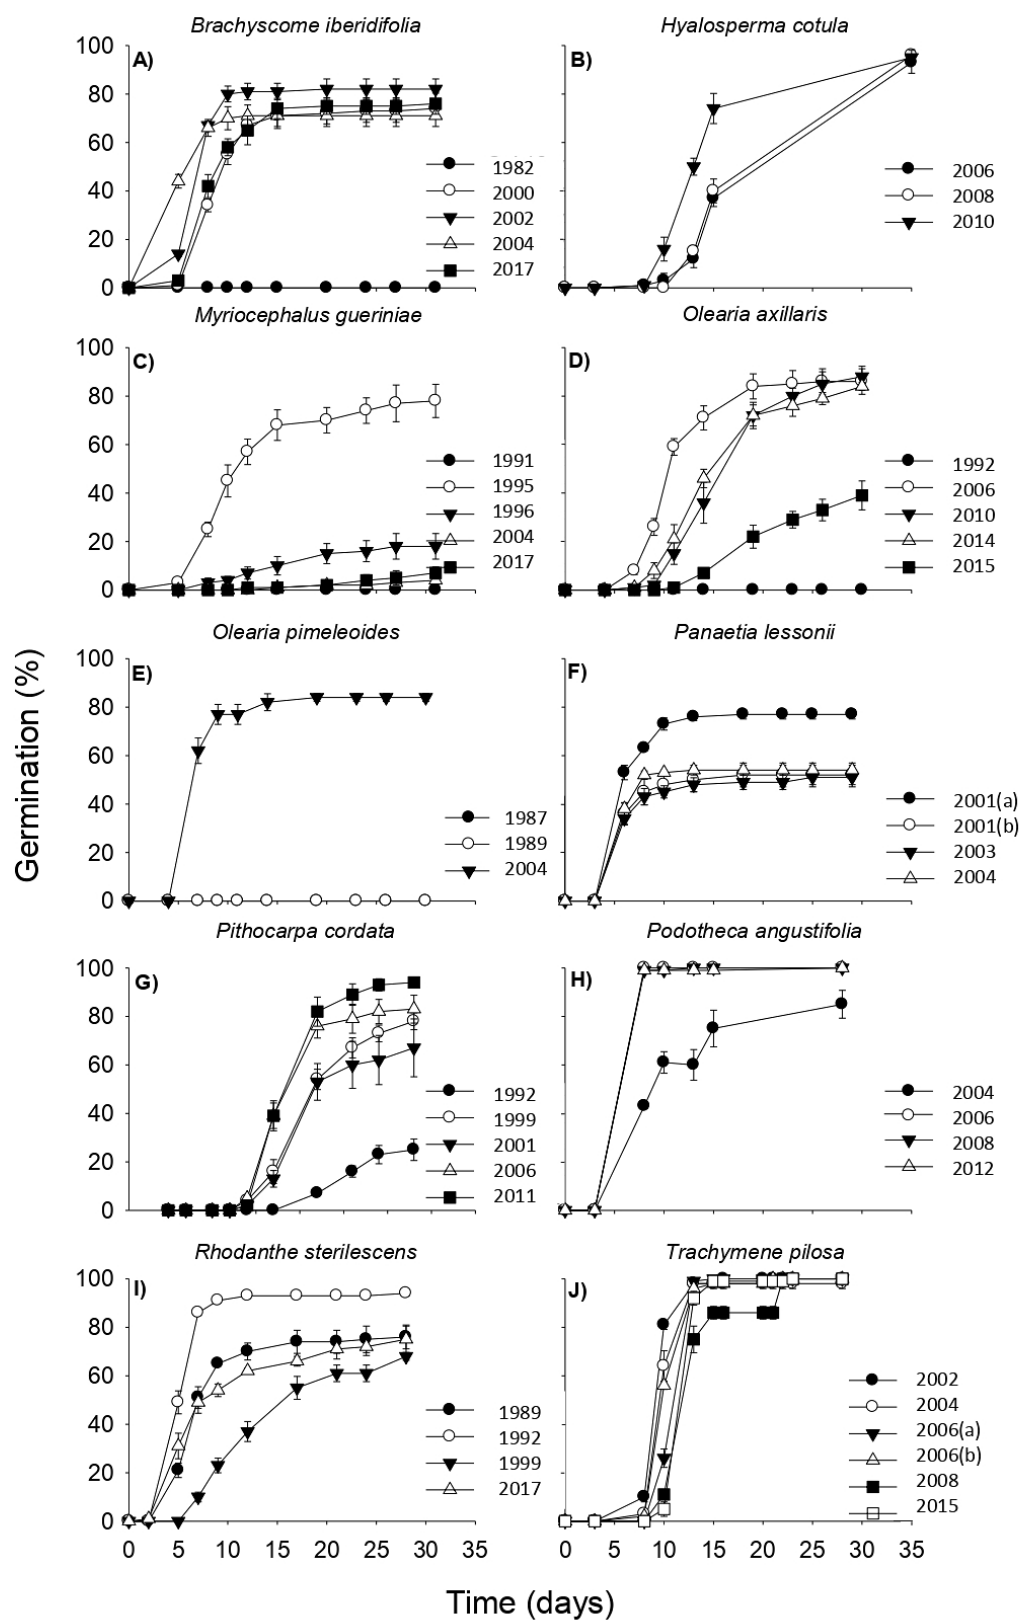 Brachyscome iberidifolia
A)
100
80
60
40
20
0
1982
2000
2002
2004
2017
Hyalosperma cotula
B)
2006
2008
2010
Myriocephalus gueriniae
C)
100
80
60
40
20
0
1991
1995
1996
2004
2017
Olearia axillaris
D)
1992
2006
2010
2014
2015
Germination (%)
Olearia pimeleoides
E)
100
80
60
40
20
0
1987
1989
2004
Panaetia lessonii
F)
2001(a)
2001(b)
2003
2004
Pithocarpa cordata
G)
100
80
60
40
20
0
1992
1999
2001
2006
2011
Podotheca angustifolia
H)
2004
2006
2008
2012
Rhodanthe sterilescens
I)
100
80
60
40
20
0
1989
1992
1999
2017
0 5 10 15 20 25 30 35
Trachymene pilosa
J)
2002
2004
2006(a)
2006(b)
2008
2015
0 5 10 15 20 25 30 35
Time (days)